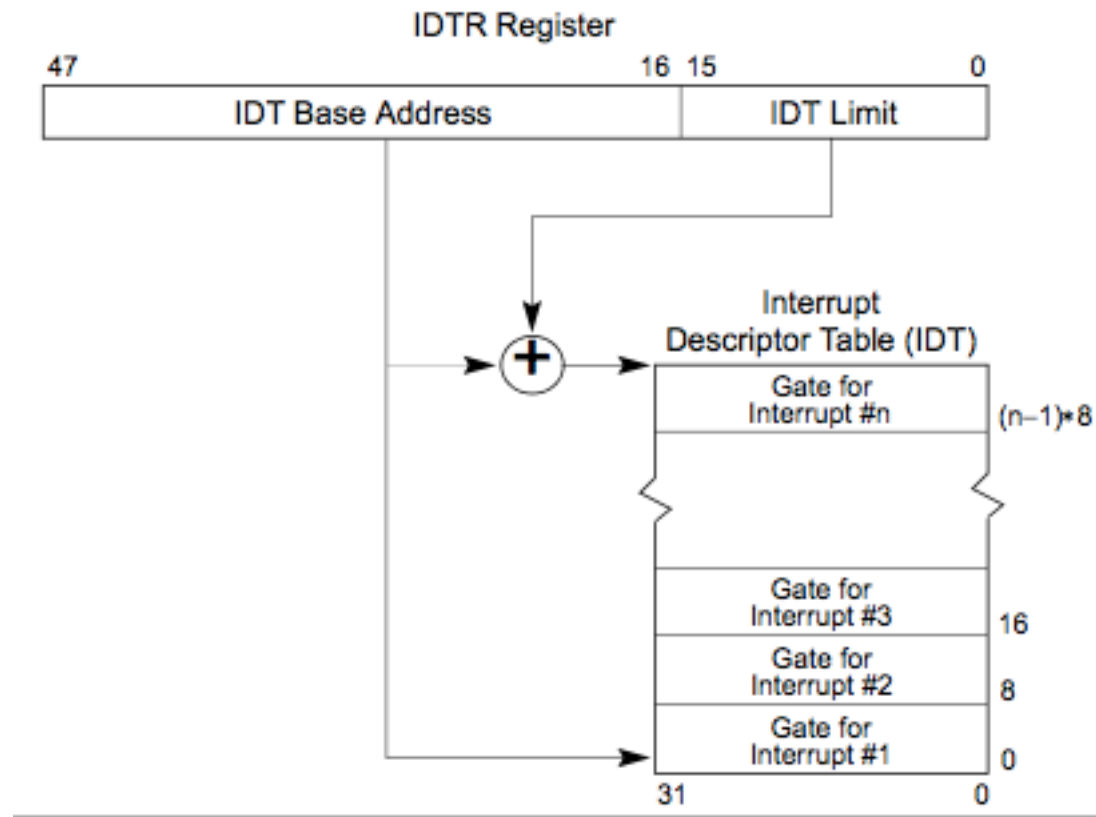 IDTR Register
47 16 15 0
IDT Base Address IDT Limit
+
Interrupt
Descriptor Table (IDT)
Gate for
Interrupt #n
(n–1)*8
Gate for
Interrupt #3
16
Gate for
Interrupt #2
8
Gate for
Interrupt #1
0
31 0